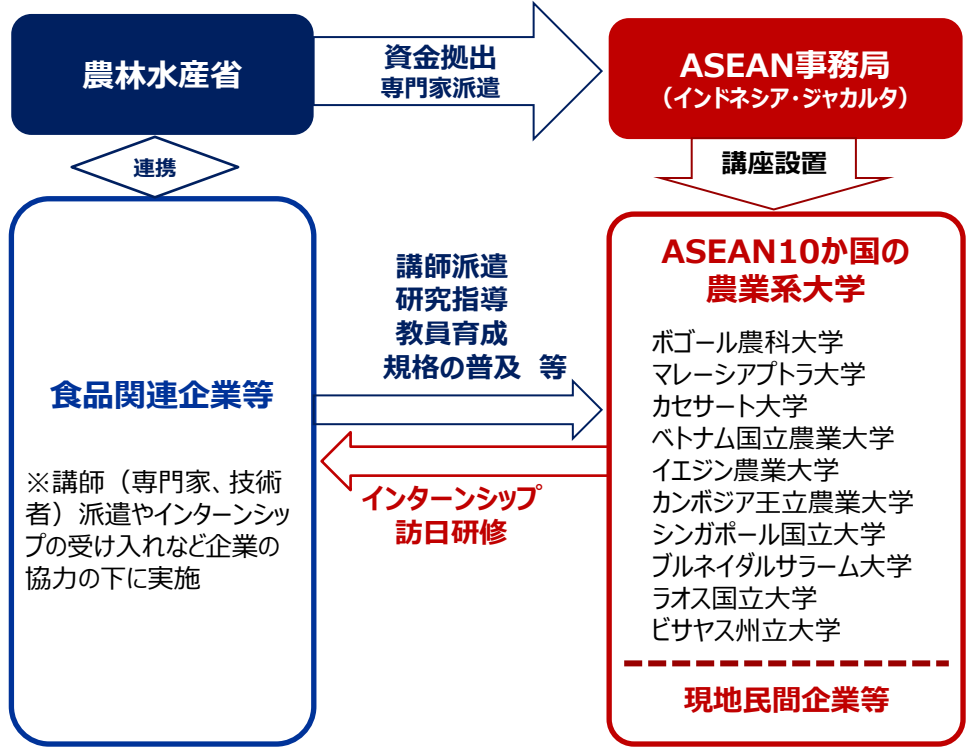 農林水産省
資金拠出
専門家派遣
ASEAN事務局
（インドネシア・ジャカルタ）
連携
講座設置
食品関連企業等
※講師（専門家、技術
者）派遣やインターンシッ
プの受け入れなど企業の
協力の下に実施
講師派遣
研究指導
教員育成
規格の普及 等
インターンシップ
訪日研修
ASEAN10か国の
農業系大学
ボゴール農科大学
マレーシアプトラ大学
カセサート大学
ベトナム国立農業大学
イエジン農業大学
カンボジア王立農業大学
シンガポール国立大学
ブルネイダルサラーム大学
ラオス国立大学
ビサヤス州立大学
現地民間企業等